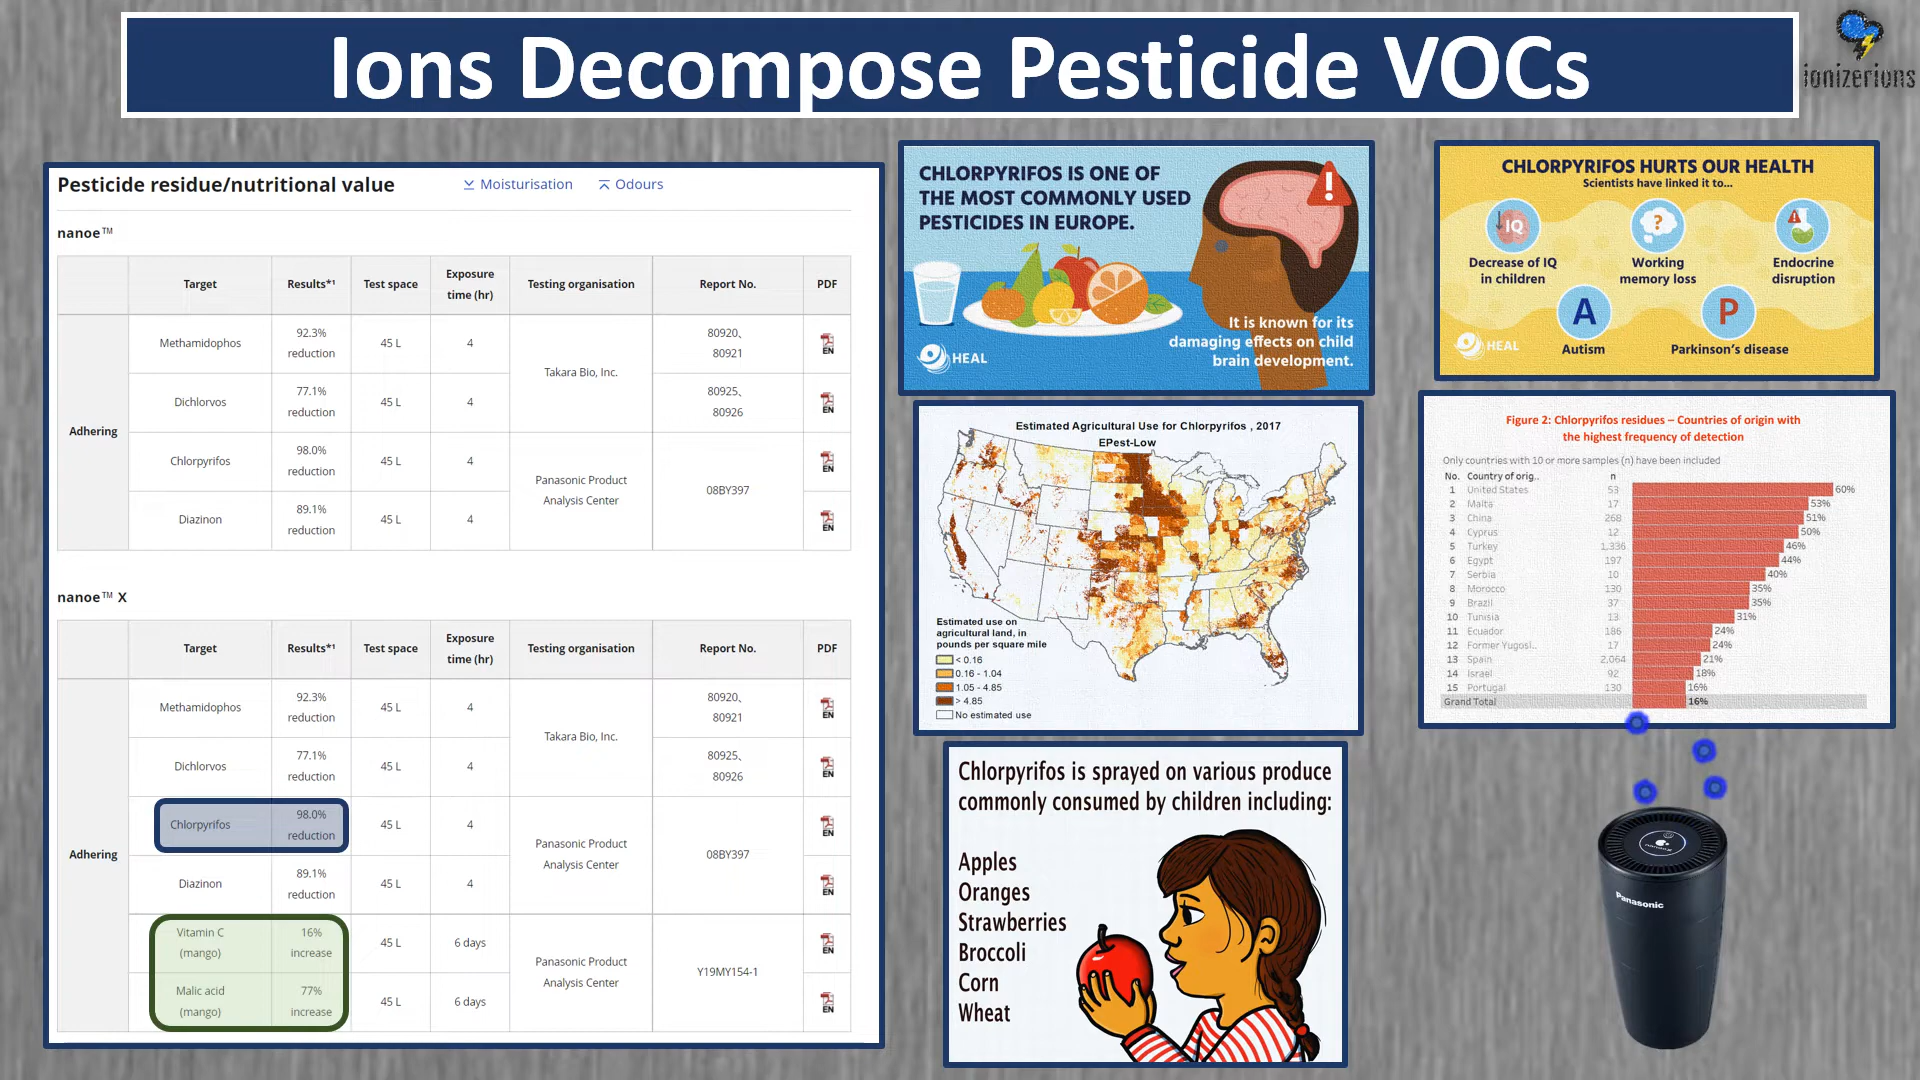 Ions Decompose Pesticide VOCs
ionizerions
Pesticide residue/nutritional value
Moisturisation
Odours
nanoe™
Target Results*¹ Test space Exposure time (hr) Testing organisation Report No. PDF
Adhering
Methamidophos 92.3% reduction 45 L 4 Takara Bio, Inc. 80920、 80921 EN
Dichlorvos 77.1% reduction 45 L 4 80925、 80926 EN
Chlorpyrifos 98.0% reduction 45 L 4 Panasonic Product Analysis Center 08BY397 EN
Diazinon 89.1% reduction 45 L 4 EN
nanoe™ X
Target Results*¹ Test space Exposure time (hr) Testing organisation Report No. PDF
Adhering
Methamidophos 92.3% reduction 45 L 4 Takara Bio, Inc. 80920、 80921 EN
Dichlorvos 77.1% reduction 45 L 4 80925、 80926 EN
Chlorpyrifos 98.0% reduction 45 L 4 Panasonic Product Analysis Center 08BY397 EN
Diazinon 89.1% reduction 45 L 4 EN
Vitamin C (mango) 16% increase 45 L 6 days Panasonic Product Analysis Center Y19MY154-1 EN
Malic acid (mango) 77% increase 45 L 6 days EN
CHLORPYRIFOS IS ONE OF
THE MOST COMMONLY USED
PESTICIDES IN EUROPE.
!
It is known for its
damaging effects on child
brain development.
HEAL
CHLORPYRIFOS HURTS OUR HEALTH
Scientists have linked it to...
IQ
?
!
Decrease of IQ
in children
Working
memory loss
Endocrine
disruption
A
P
Autism
Parkinson's disease
HEAL
Estimated Agricultural Use for Chlorpyrifos , 2017
EPest-Low
Estimated use on
agricultural land, in
pounds per square mile
< 0.16
0.16 - 1.04
1.05 - 4.85
> 4.85
No estimated use
Figure 2: Chlorpyrifos residues – Countries of origin with
the highest frequency of detection
Only countries with 10 or more samples (n) have been included
No. Country of orig.. n
1 United States 53 60%
2 Malta 17 53%
3 China 268 51%
4 Cyprus 12 50%
5 Turkey 1,336 46%
6 Egypt 197 44%
7 Serbia 10 40%
8 Morocco 130 35%
9 Brazil 37 35%
10 Tunisia 13 31%
11 Ecuador 186 24%
12 Former Yugosl.. 17 24%
13 Spain 2,064 21%
14 Israel 92 18%
15 Portugal 130 16%
Grand Total 16%
Chlorpyrifos is sprayed on various produce
commonly consumed by children including:
Apples
Oranges
Strawberries
Broccoli
Corn
Wheat
Panasonic